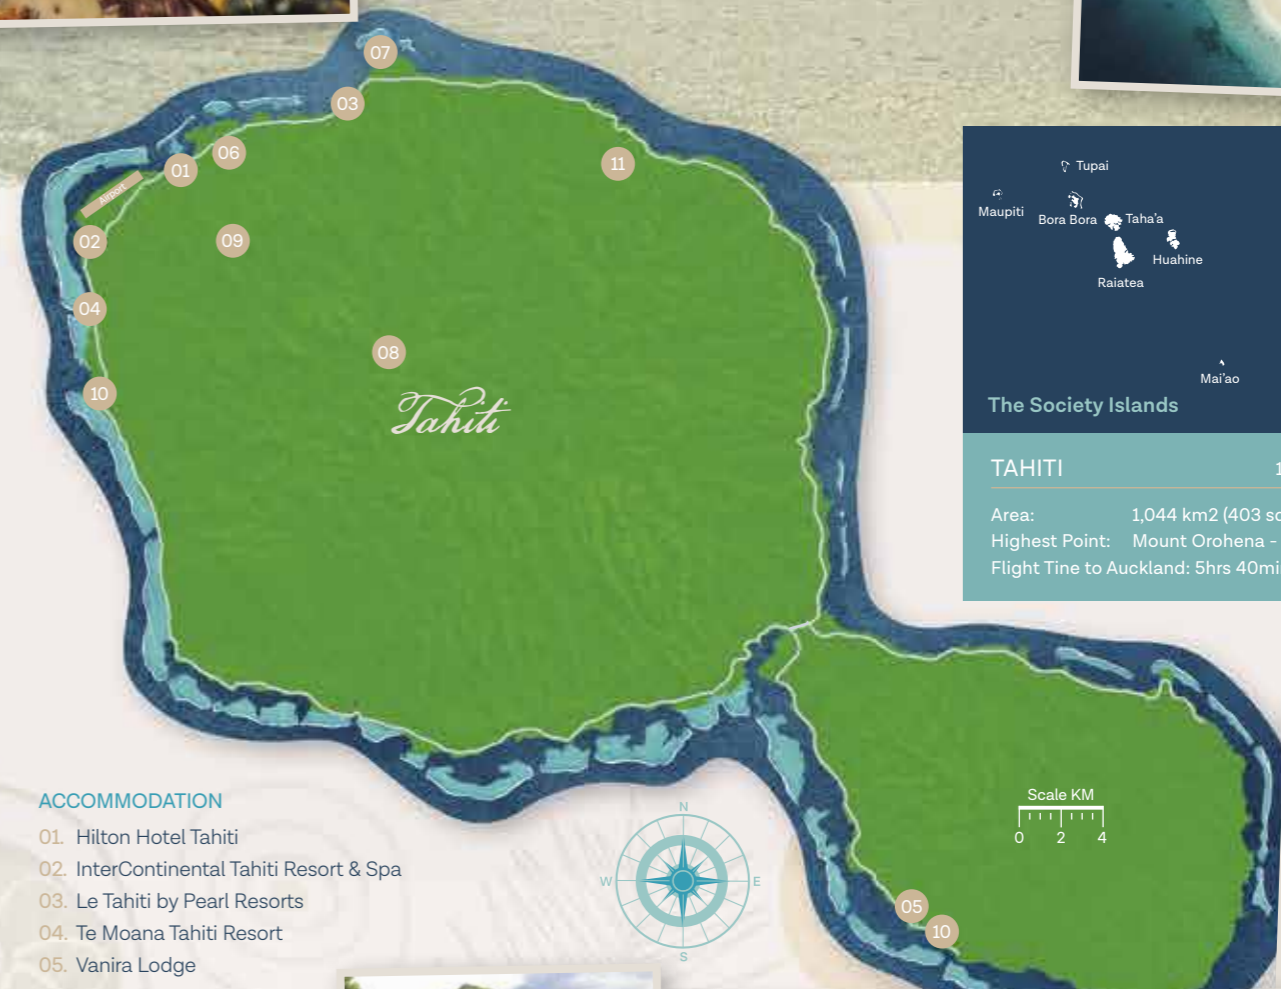 07
03
06
01
11
Airport
02
09
04
08
10
Tahiti
Tupai
Maupiti
Bora Bora
Taha'a
Huahine
Raiatea
Mai'ao
The Society Islands
TAHITI
Area: 1,044 km2 (403
Highest Point: Mount Orohena -
Flight Tine to Auckland: 5hrs
Scale KM
0 2 4
05
10
N
W E
S
ACCOMMODATION
01. Hilton Hotel Tahiti
02. InterContinental Tahiti Resort & Spa
03. Le Tahiti by Pearl Resorts
04. Te Moana Tahiti Resort
05. Vanira Lodge